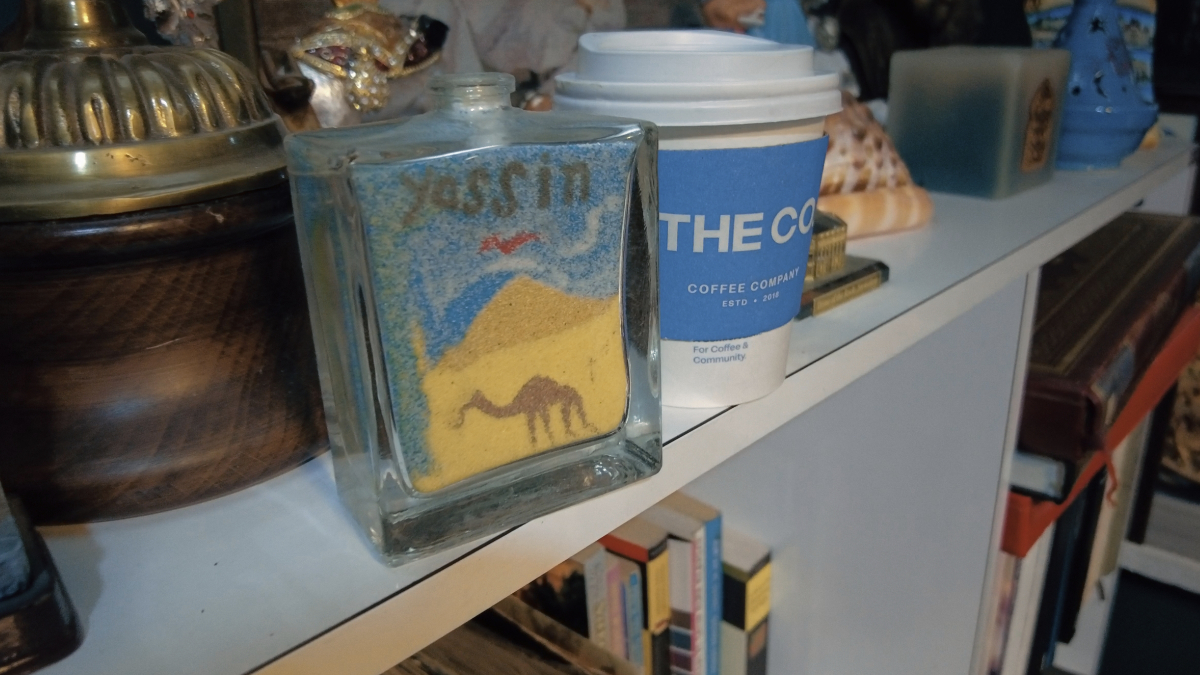 yassin
THE CO
COFFEE COMPANY
ESTD • 2018
For Coffee &
Community